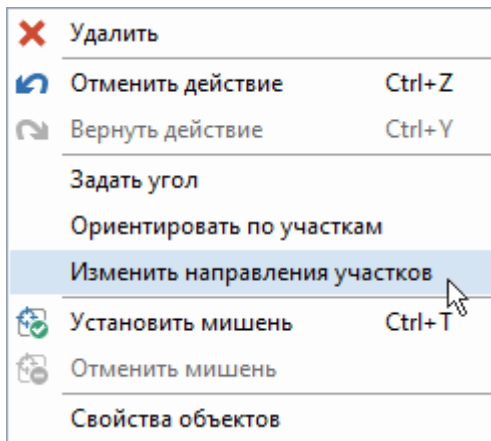 Удалить
Отменить действие Ctrl+Z
Вернуть действие Ctrl+Y
Задать угол
Ориентировать по участкам
Изменить направления участков
Установить мишень Ctrl+T
Отменить мишень
Свойства объектов